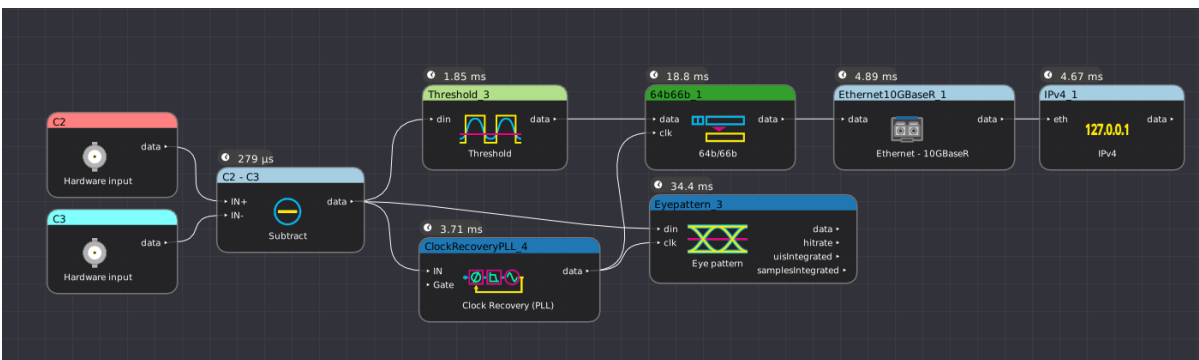 C2
data
Hardware input
C3
data
Hardware input
279 µs
C2 - C3
IN+
data
IN-
Subtract
1.85 ms
Threshold_3
din
data
Threshold
3.71 ms
ClockRecoveryPLL_4
IN
data
Gate
Clock Recovery (PLL)
18.8 ms
64b66b_1
data
data
clk
64b/66b
34.4 ms
Eyepattern_3
din
data
clk
hitrate
Eye pattern
uisIntegrated
samplesIntegrated
4.89 ms
Ethernet10GBaseR_1
data
data
Ethernet - 10GBaseR
4.67 ms
IPv4_1
eth
127.0.0.1
data
IPv4